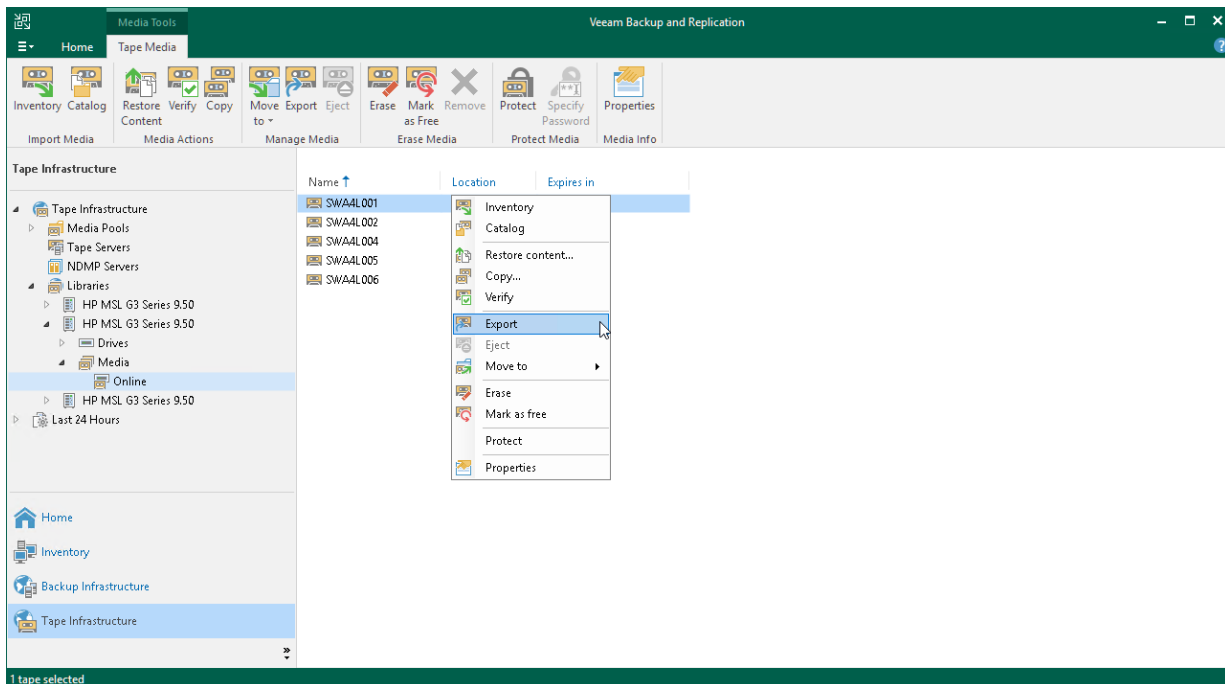 Media Tools
Veeam Backup and Replication
Home
Tape Media
Inventory
Catalog
Restore Content
Verify
Copy
Move to
Export
Eject
Erase
Mark as Free
Remove
Protect
Specify Password
Properties
Import Media
Media Actions
Manage Media
Erase Media
Protect Media
Media Info
Tape Infrastructure
Tape Infrastructure
Media Pools
Tape Servers
NDMP Servers
Libraries
HP MSL G3 Series 9.50
HP MSL G3 Series 9.50
Drives
Media
Online
HP MSL G3 Series 9.50
Last 24 Hours
Home
Inventory
Backup Infrastructure
Tape Infrastructure
Name
Location
Expires in
SWA4L001
SWA4L002
SWA4L004
SWA4L005
SWA4L006
Inventory
Catalog
Restore content...
Copy...
Verify
Export
Eject
Move to
Erase
Mark as free
Protect
Properties
1 tape selected